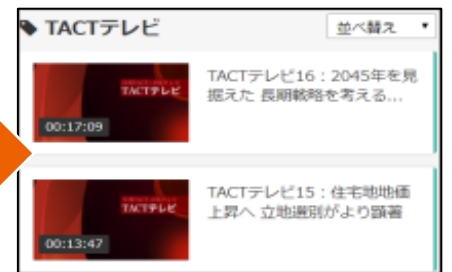 TACTテレビ
並べ替え
TACTテレビ
00:17:09
TACTテレビ16：2045年を見
据えた 長期戦略を考える...
TACTテレビ
00:13:47
TACTテレビ15：住宅地地価
上昇へ 立地選別がより顕著